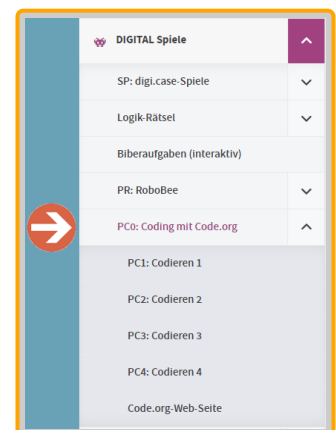 DIGITAL Spiele
SP: digi.case-Spiele
Logik-Rätsel
Biberaufgaben (interaktiv)
PR: RoboBee
PC0: Coding mit Code.org
PC1: Codieren 1
PC2: Codieren 2
PC3: Codieren 3
PC4: Codieren 4
Code.org-Web-Seite